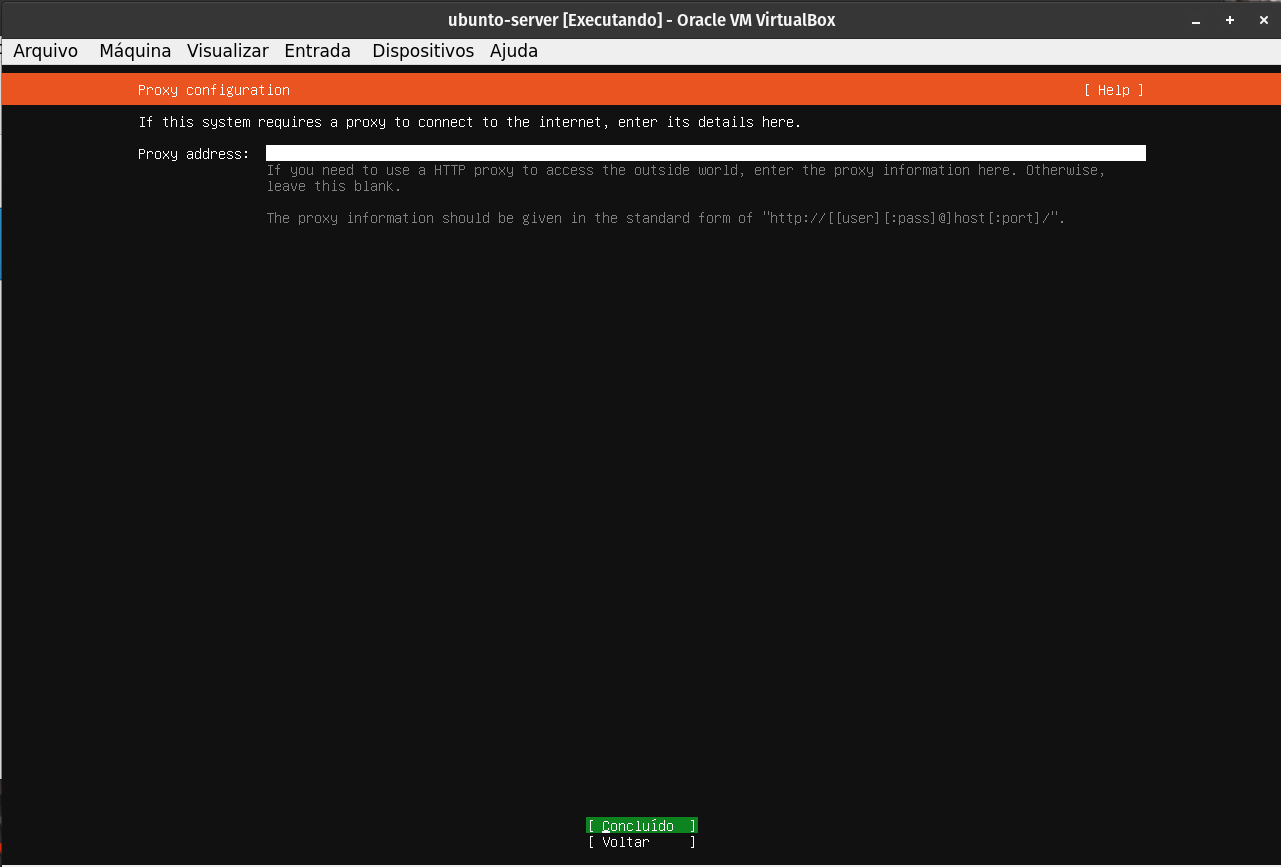 ubunto-server [Executando] - Oracle VM VirtualBox
Arquivo Máquina Visualizar Entrada Dispositivos Ajuda
Proxy configuration [ Help ]
If this system requires a proxy to connect to the internet, enter its details here.
Proxy address:
If you need to use a HTTP proxy to access the outside world, enter the proxy information here. Otherwise,
leave this blank.
The proxy information should be given in the standard form of "http://[[user][:pass]@]host[:port]/".
[ Concluído ]
[ Voltar ]